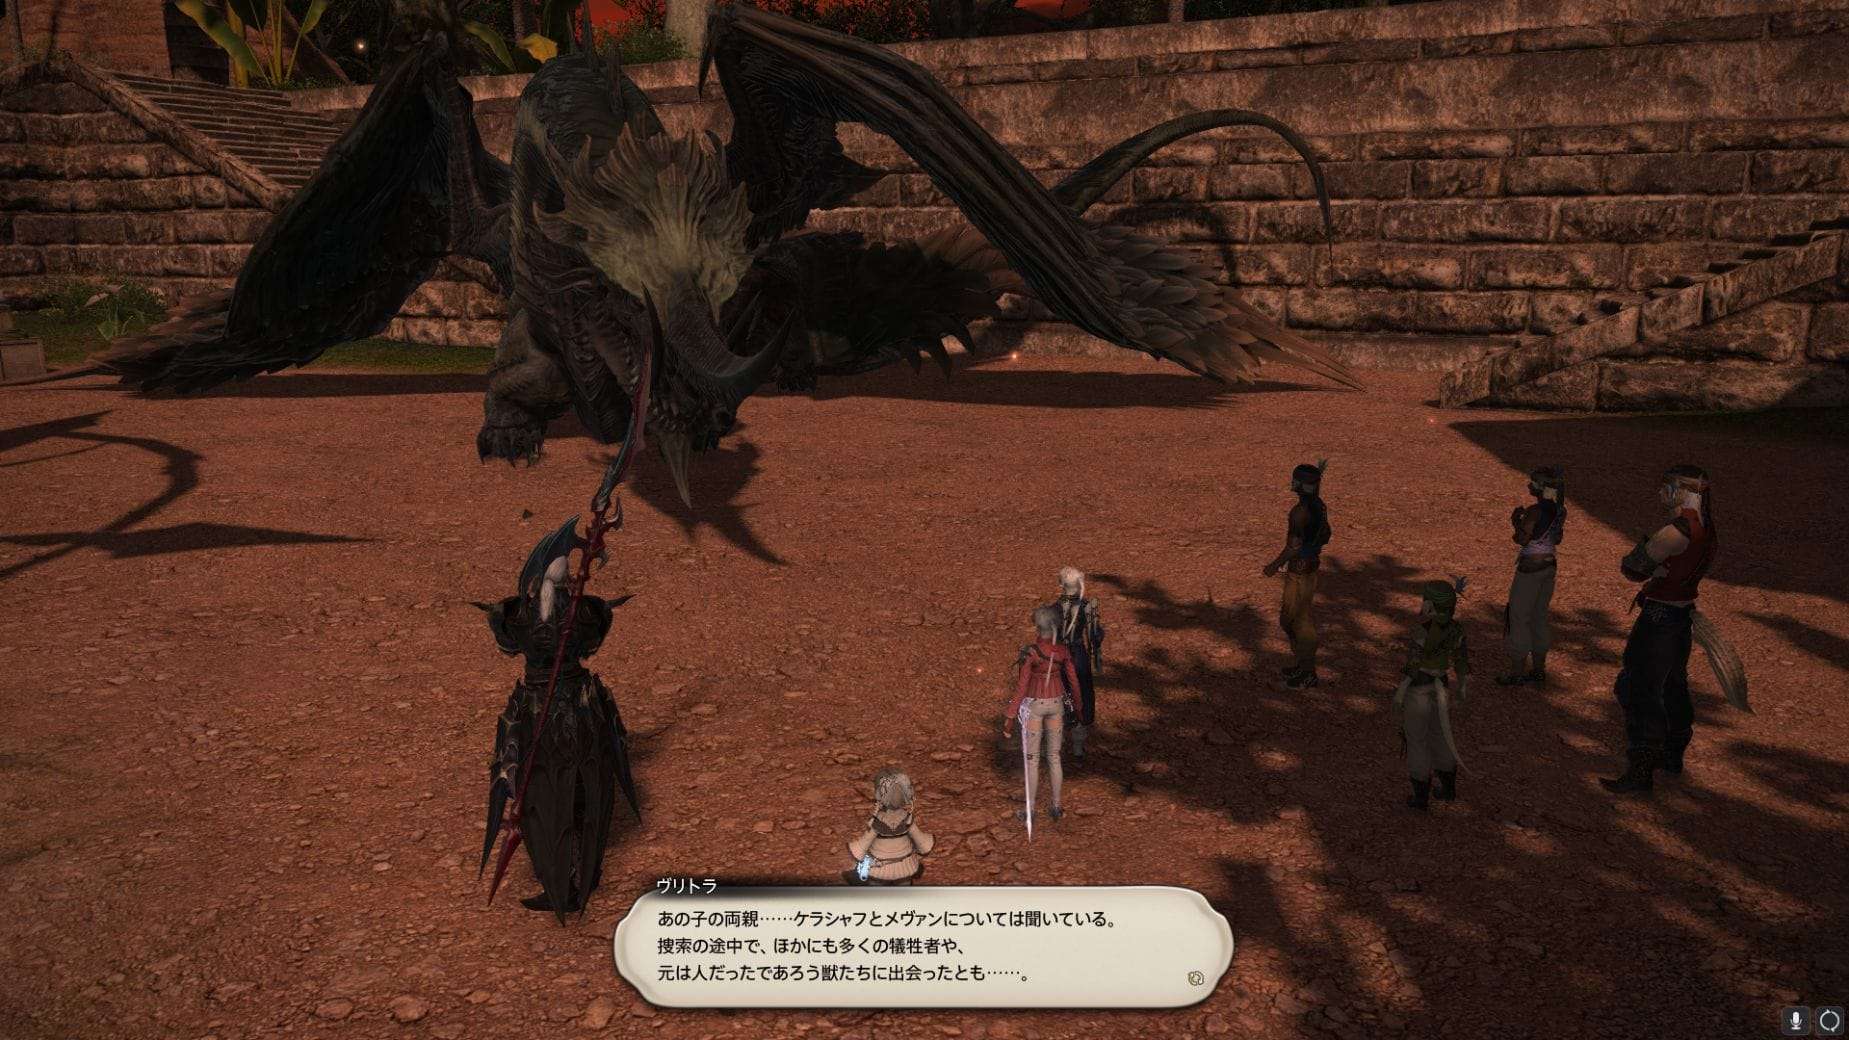 ヴリトラ
あの子の両親……ケラシャフとメヴァンについては聞いている。
捜索の途中で、ほかにも多くの犠牲者や、
元は人だったであろう獣たちに出会ったとも……。